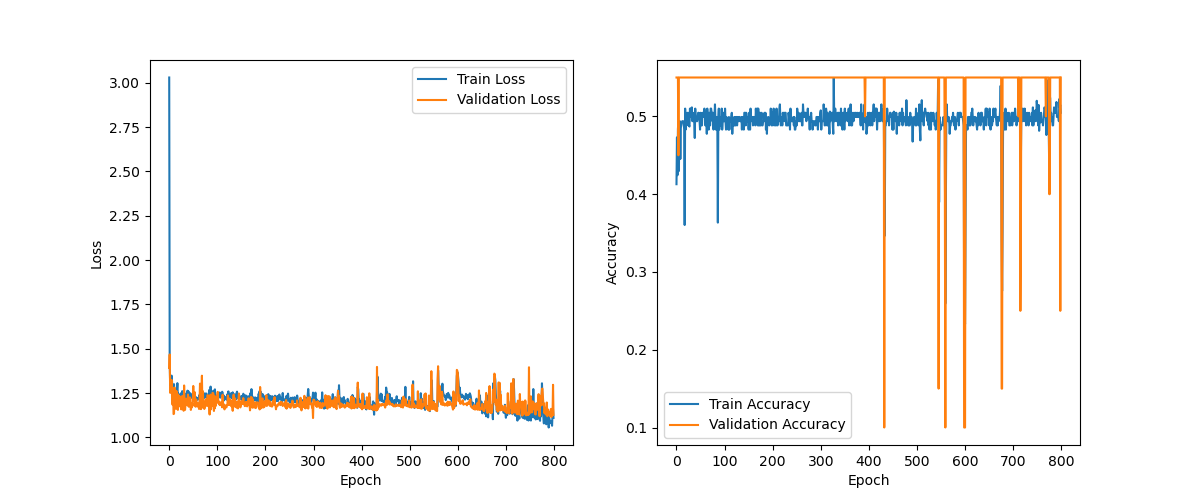 3.00
2.75
2.50
2.25
2.00
1.75
1.50
1.25
1.00
Loss
0 100 200 300 400 500 600 700 800
Epoch
Train Loss
Validation Loss
0.5
0.4
0.3
0.2
0.1
Accuracy
0 100 200 300 400 500 600 700 800
Epoch
Train Accuracy
Validation Accuracy